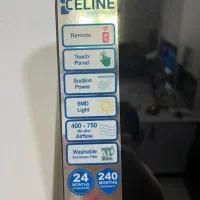 CELINE
Remote
Touch
Panel
Suction
Power
SMD
Light
400 - 750
Airflow
Washable
Aluminium Filter
24
MONTHS
240
MONTHS